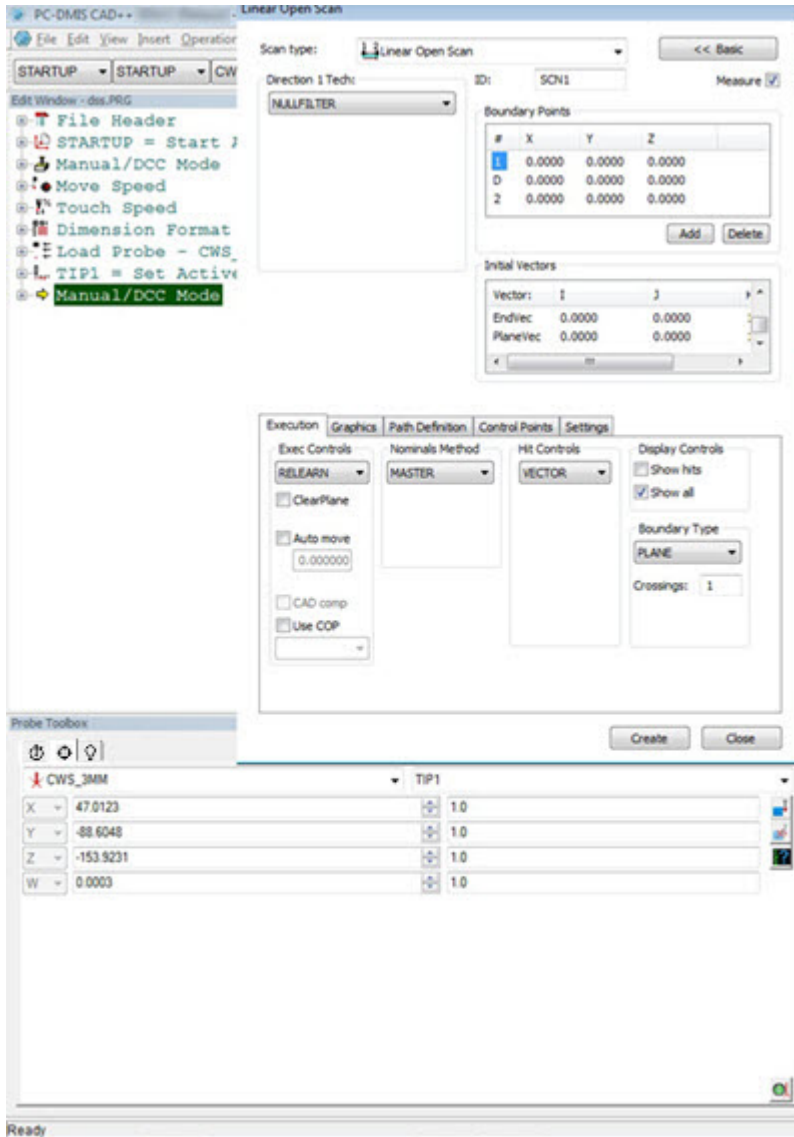 PC-DMIS CAD++
Linear Open Scan
File Edit View Insert Operation
STARTUP STARTUP CW
Edit Window - dss.PRG
File Header
STARTUP = Start
Manual/DCC Mode
Move Speed
Touch Speed
Dimension Format
Load Probe - CWS_
TIP1 = Set Active
Manual/DCC Mode
Scan type: Linear Open Scan << Basic
Direction 1 Tech: ID: SCN1 Measure
NULLFILTER
Boundary Points
# X Y Z
1 0.0000 0.0000 0.0000
D 0.0000 0.0000 0.0000
2 0.0000 0.0000 0.0000
Add Delete
Initial Vectors
Vector: I J
EndVec 0.0000 0.0000
PlaneVec 0.0000 0.0000
Execution Graphics Path Definition Control Points Settings
Exec Controls Nominals Method Hit Controls Display Controls
RELEARN MASTER VECTOR Show hits
ClearPlane Show all
Auto move Boundary Type
0.000000 PLANE
CAD comp Crossings: 1
Use COP
Create Close
Probe Toolbox
CWS_3MM TIP1
X 47.0123 1.0
Y -88.6048 1.0
Z -153.9231 1.0
W 0.0003 1.0
Ready